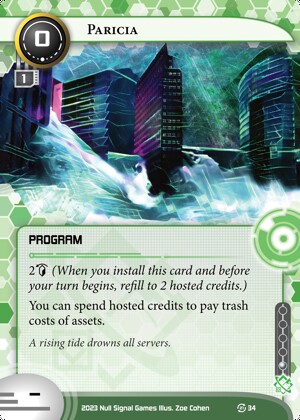 0
PARICIA
1
PROGRAM
2 (When you install this card and before
your turn begins, refill to 2 hosted credits.)
You can spend hosted credits to pay trash
costs of assets.
A rising tide drowns all servers.
–
2023 Null Signal Games Illus. Zoe Cohen
34